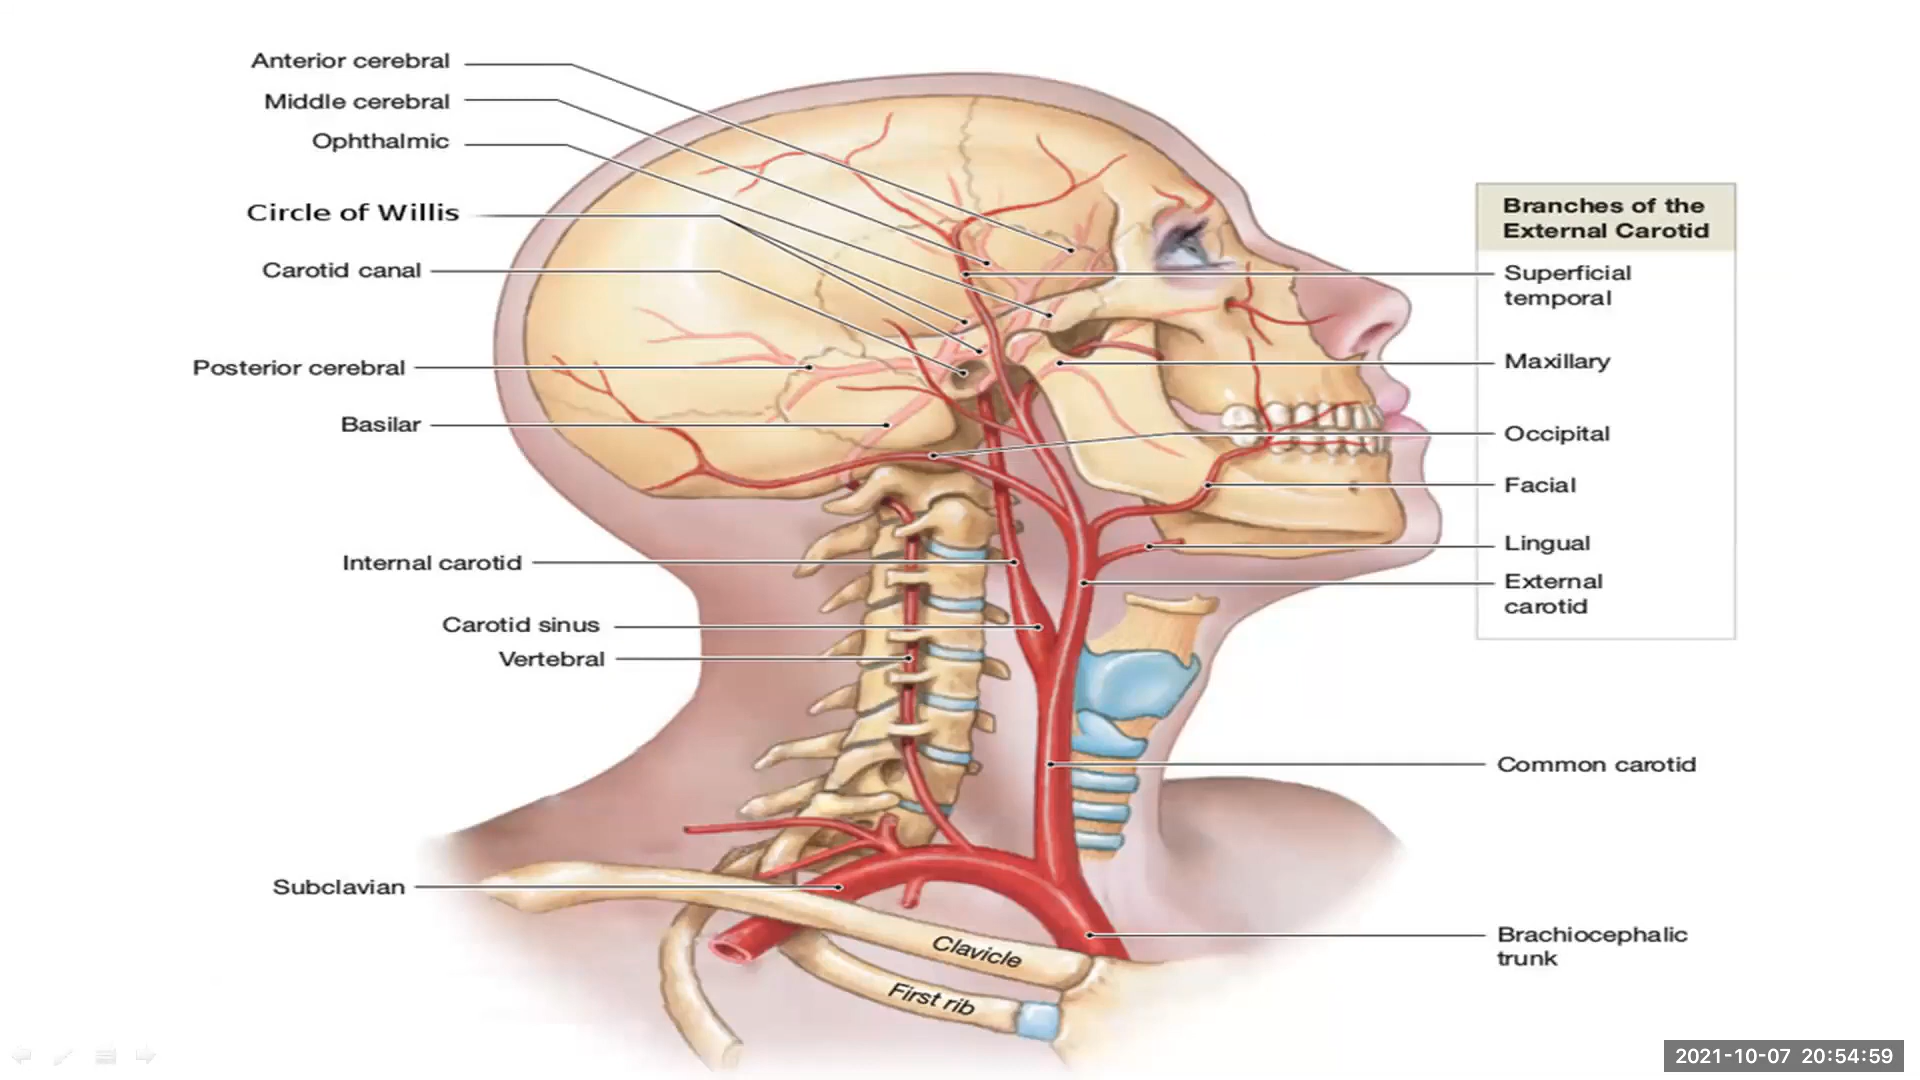 Anterior cerebral
Middle cerebral
Ophthalmic
Circle of Willis
Carotid canal
Posterior cerebral
Basilar
Internal carotid
Carotid sinus
Vertebral
Subclavian
Branches of the
External Carotid
Superficial
temporal
Maxillary
Occipital
Facial
Lingual
External
carotid
Common carotid
Brachiocephalic
trunk
Clavicle
First rib
2021-10-07 20:54:59